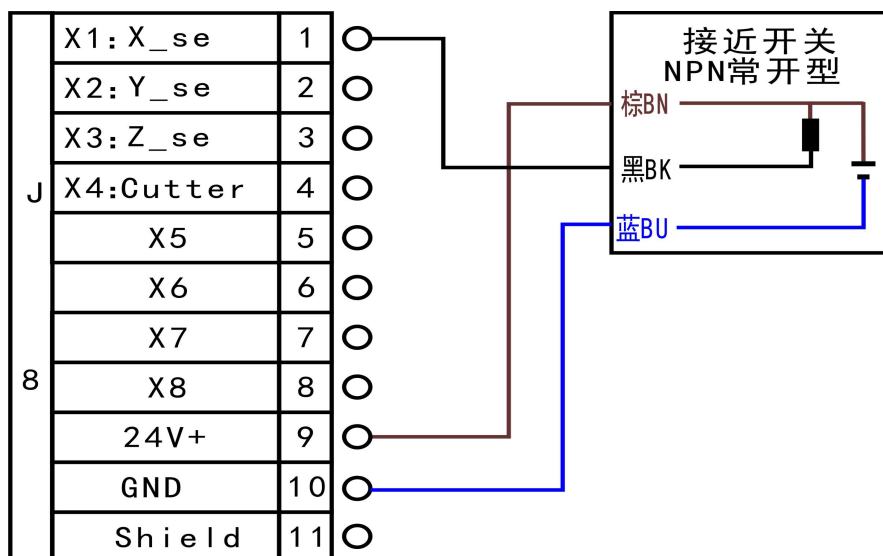 J 8
X1: X_se 1
X2: Y_se 2
X3: Z_se 3
X4:Cutter 4
X5 5
X6 6
X7 7
X8 8
24V+ 9
GND 10
Shield 11
接近开关
NPN常开型
棕BN
黑BK
蓝BU